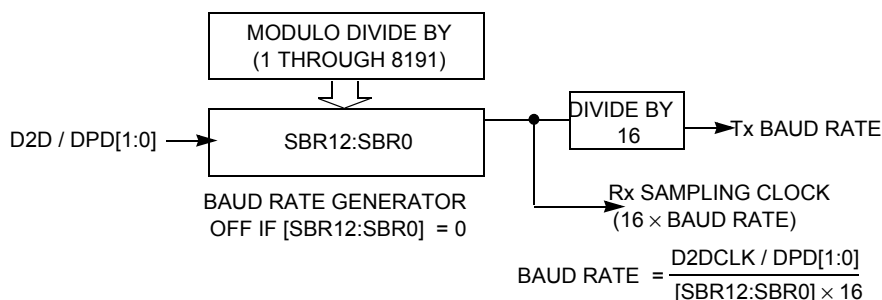 MODULO DIVIDE BY
(1 THROUGH 8191)
D2D / DPD[1:0]
SBR12:SBR0
DIVIDE BY
16
Tx BAUD RATE
BAUD RATE GENERATOR
OFF IF [SBR12:SBR0] = 0
Rx SAMPLING CLOCK
(16 × BAUD RATE)
BAUD RATE =
D2DCLK / DPD[1:0]
[SBR12:SBR0] × 16